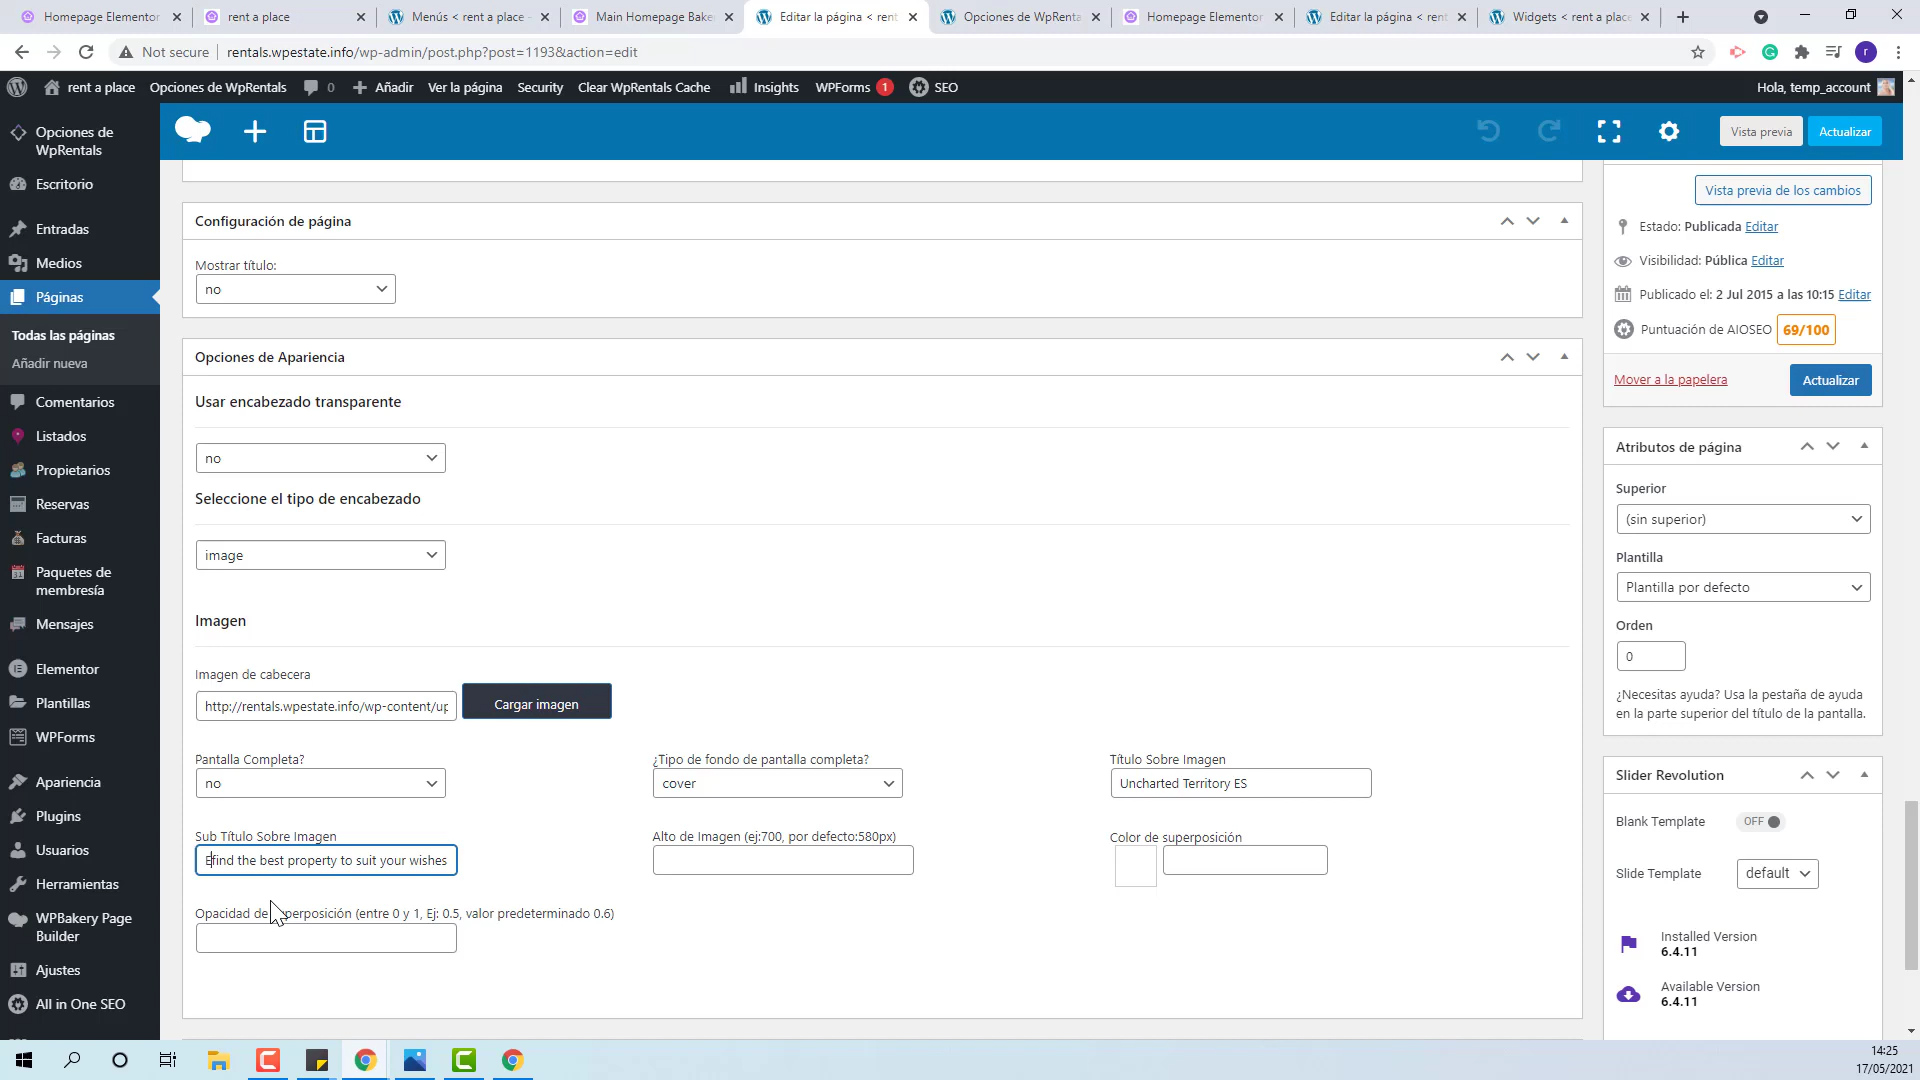 Homepage Elementor
rent a place
Menús < rent a place –
Main Homepage Bake
Editar la página < rent
Opciones de WpRenta
Homepage Elementor
Editar la página < rent
Widgets < rent a place
Not secure
rentals.wpestate.info/wp-admin/post.php?post=1193&action=edit
r
rent a place
Opciones de WpRentals
0
Añadir
Ver la página
Security
Clear WpRentals Cache
Insights
WPForms
1
SEO
Hola, temp_account
Vista previa
Actualizar
Opciones de
WpRentals
Escritorio
Entradas
Medios
Páginas
Todas las páginas
Añadir nueva
Comentarios
Listados
Propietarios
Reservas
Facturas
Paquetes de
membresía
Mensajes
Elementor
Plantillas
WPForms
Apariencia
Plugins
Usuarios
Herramientas
WPBakery Page
Builder
Ajustes
All in One SEO
Configuración de página
Mostrar título:
no
Opciones de Apariencia
Usar encabezado transparente
no
Seleccione el tipo de encabezado
image
Imagen
Imagen de cabecera
http://rentals.wpestate.info/wp-content/up
Cargar imagen
Pantalla Completa?
no
¿Tipo de fondo de pantalla completa?
cover
Título Sobre Imagen
Uncharted Territory ES
Sub Título Sobre Imagen
Efind the best property to suit your wishes
Alto de Imagen (ej:700, por defecto:580px)
Color de superposición
Opacidad de perposición (entre 0 y 1, Ej: 0.5, valor predeterminado 0.6)
Vista previa de los cambios
Estado: Publicada Editar
Visibilidad: Pública Editar
Publicado el: 2 Jul 2015 a las 10:15 Editar
Puntuación de AIOSEO 69/100
Mover a la papelera
Actualizar
Atributos de página
Superior
(sin superior)
Plantilla
Plantilla por defecto
Orden
0
¿Necesitas ayuda? Usa la pestaña de ayuda
en la parte superior del título de la pantalla.
Slider Revolution
Blank Template
OFF
Slide Template
default
Installed Version
6.4.11
Available Version
6.4.11
14:25
17/05/2021